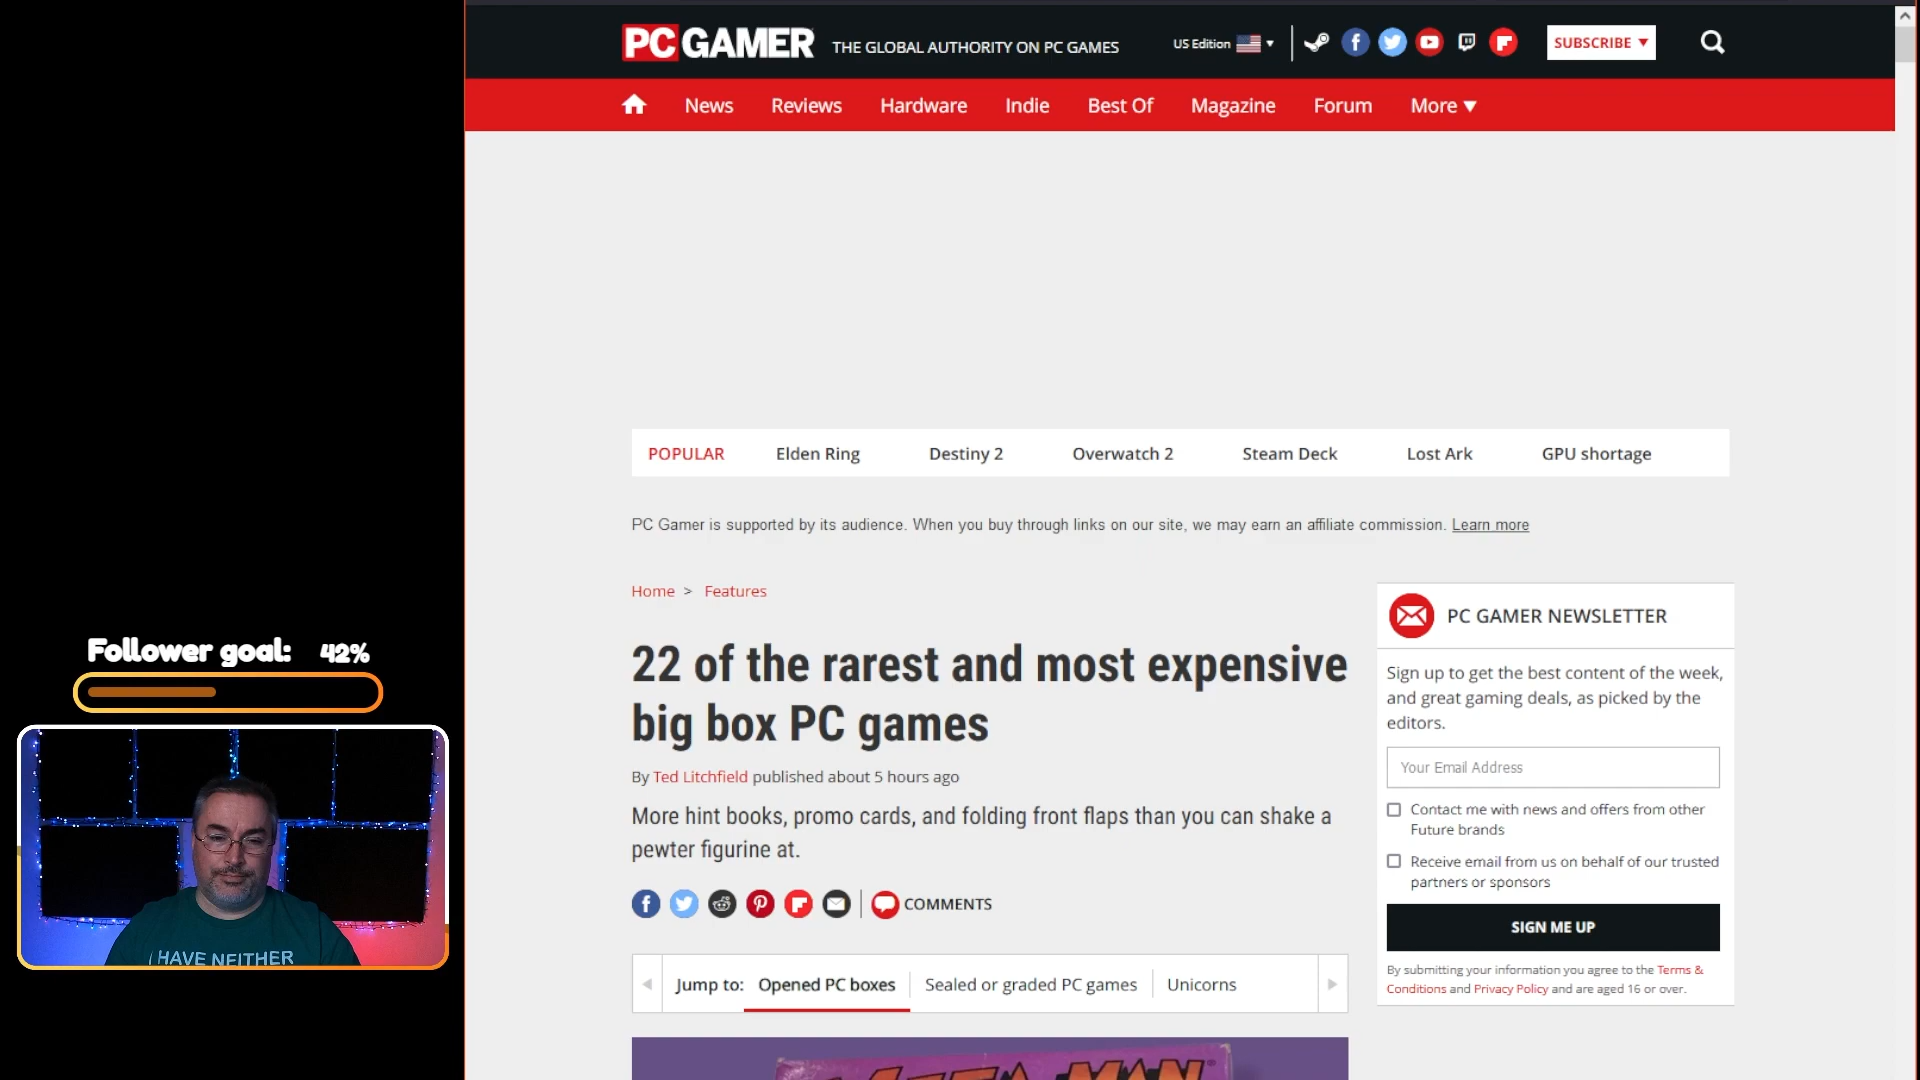 PC GAMER THE GLOBAL AUTHORITY ON PC GAMES US Edition SUBSCRIBE
News Reviews Hardware Indie Best Of Magazine Forum More
POPULAR Elden Ring Destiny 2 Overwatch 2 Steam Deck Lost Ark GPU shortage
PC Gamer is supported by its audience. When you buy through links on our site, we may earn an affiliate commission. Learn more
Home > Features
22 of the rarest and most expensive
big box PC games
By Ted Litchfield published about 5 hours ago
More hint books, promo cards, and folding front flaps than you can shake a
pewter figurine at.
COMMENTS
Jump to: Opened PC boxes Sealed or graded PC games Unicorns
PC GAMER NEWSLETTER
Sign up to get the best content of the week,
and great gaming deals, as picked by the
editors.
Your Email Address
Contact me with news and offers from other
Future brands
Receive email from us on behalf of our trusted
partners or sponsors
SIGN ME UP
By submitting your information you agree to the Terms &
Conditions and Privacy Policy and are aged 16 or over.
Follower goal: 42%
I HAVE NEITHER